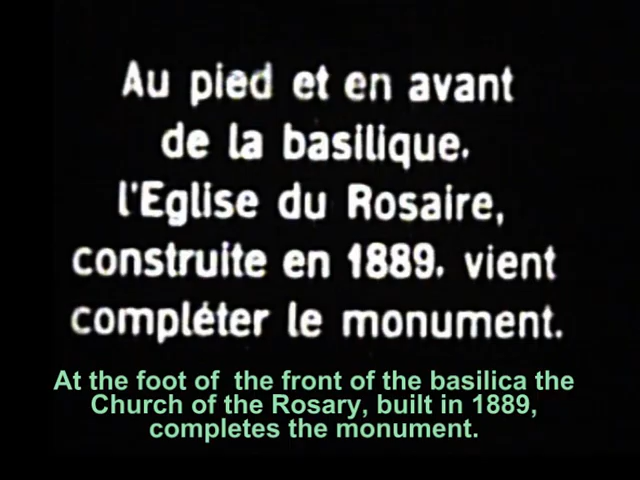 Au pied et en avant
de la basilique,
l'Eglise du Rosaire,
construite en 1889, vient
compléter le monument.
At the foot of  the front of the basilica the
Church of the Rosary, built in 1889,
completes the monument.